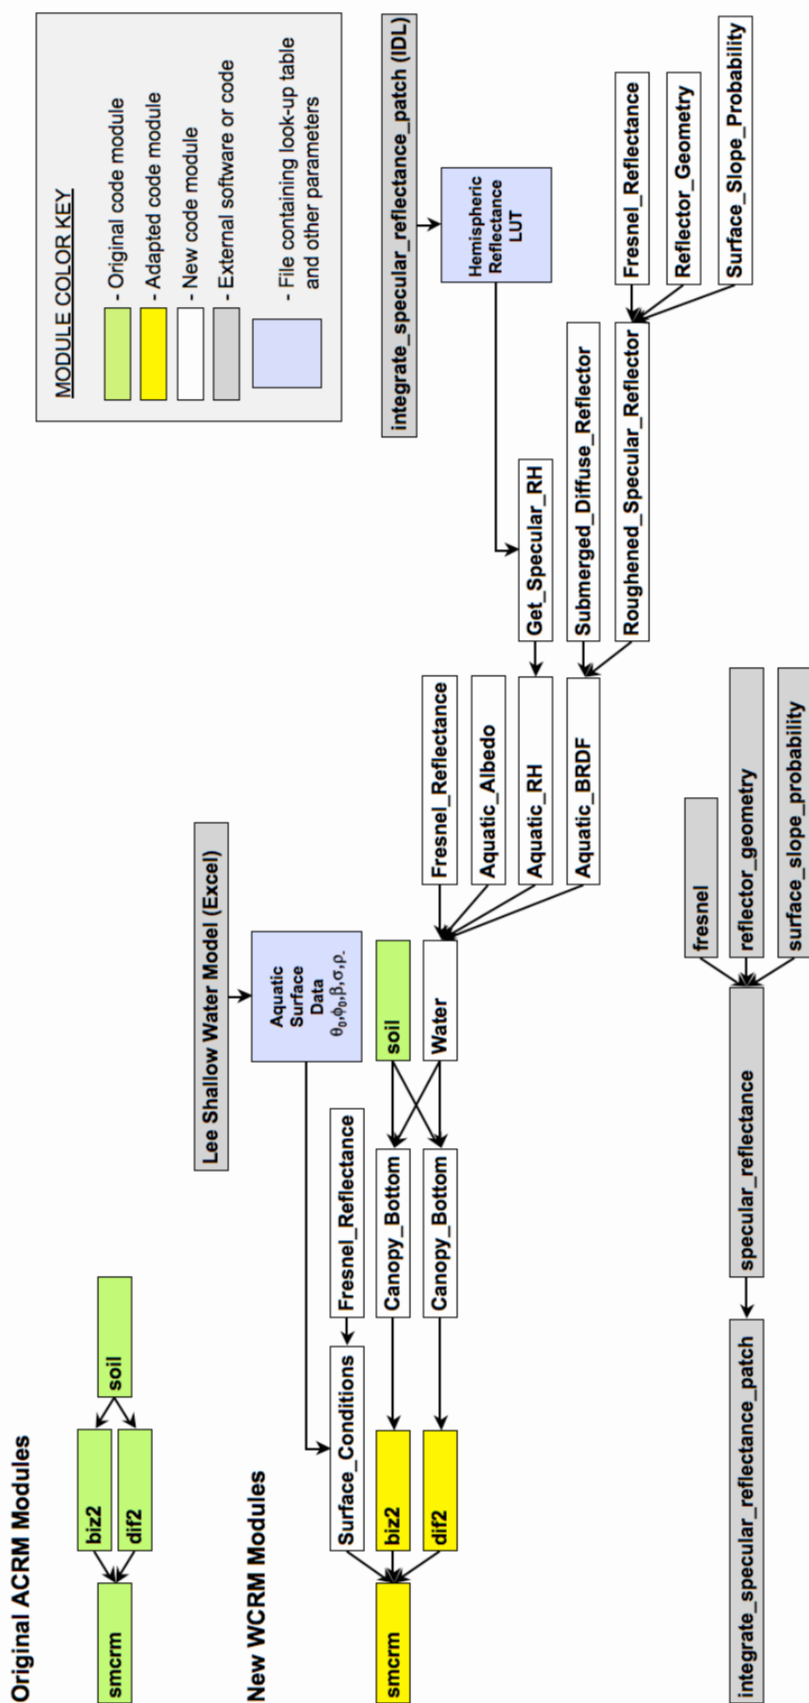 Original ACRM Modules
smcrm
biz2
dif2
soil
MODULE COLOR KEY
- Original code module
- Adapted code module
- New code module
- External software or code
- File containing look-up table
and other parameters
New WCRM Modules
Lee Shallow Water Model (Excel)
integrate_specular_reflectance_patch (IDL)
Aquatic
Surface
Data
θ₀,ϕ₀,β,σ,ρ₋
Hemispheric
Reflectance
LUT
Surface_Conditions
Fresnel_Reflectance
smcrm
biz2
Canopy_Bottom
soil
dif2
Canopy_Bottom
Water
Fresnel_Reflectance
Aquatic_Albedo
Aquatic_RH
Get_Specular_RH
Aquatic_BRDF
Submerged_Diffuse_Reflector
Roughened_Specular_Reflector
Fresnel_Reflectance
Reflector_Geometry
Surface_Slope_Probability
integrate_specular_reflectance_patch
specular_reflectance
fresnel
reflector_geometry
surface_slope_probability